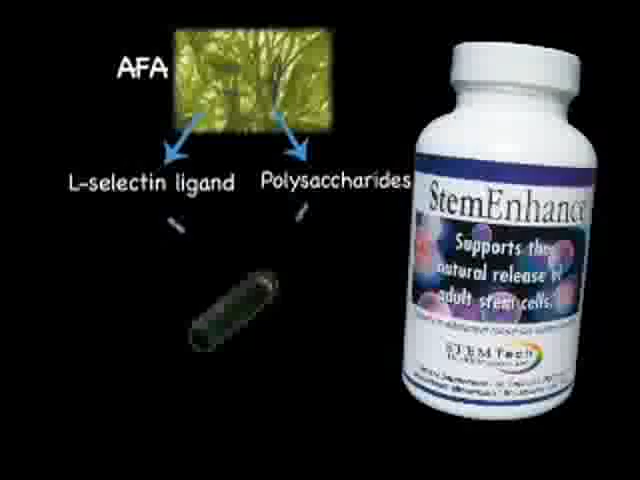 AFA
L-selectin ligand
Polysaccharides
StemEnhance
Supports the
natural release of
adult stem cells.
STEMTech